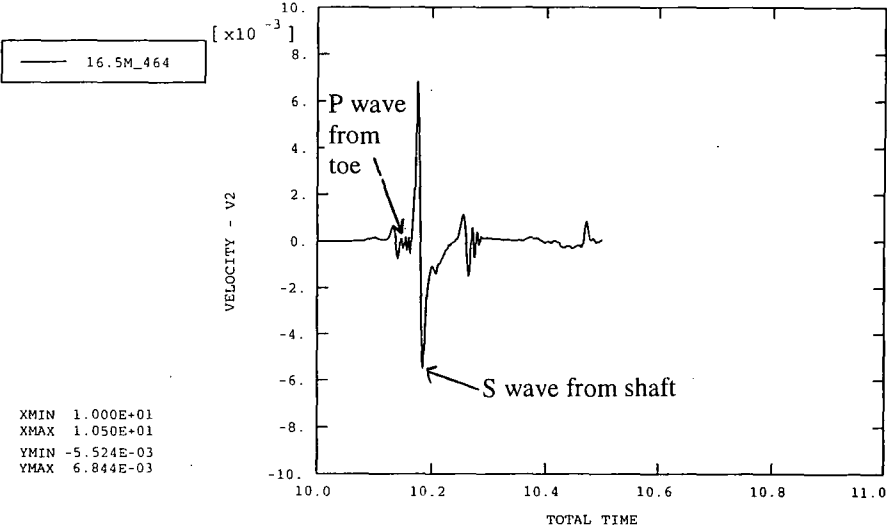 [ x10 -3 ]
16.5M_464
10.
8.
6.
4.
2.
0.
-2.
-4.
-6.
-8.
-10.
VELOCITY - V2
P wave
from
toe
S wave from shaft
XMIN 1.000E+01
XMAX 1.050E+01
YMIN -5.524E-03
YMAX 6.844E-03
10.0 10.2 10.4 10.6 10.8 11.0
TOTAL TIME